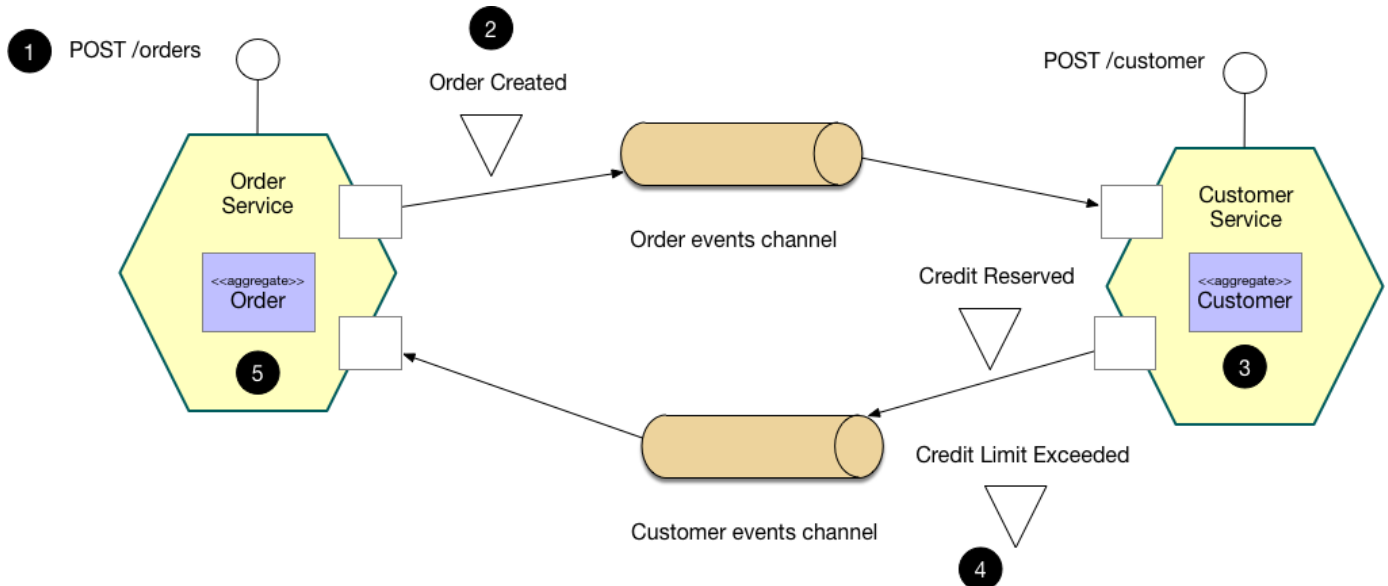 1
POST /orders
2
Order Created
POST /customer
Order
Service
<<aggregate>>
Order
5
Order events channel
Customer
Service
<<aggregate>>
Customer
3
Credit Reserved
Credit Limit Exceeded
4
Customer events channel